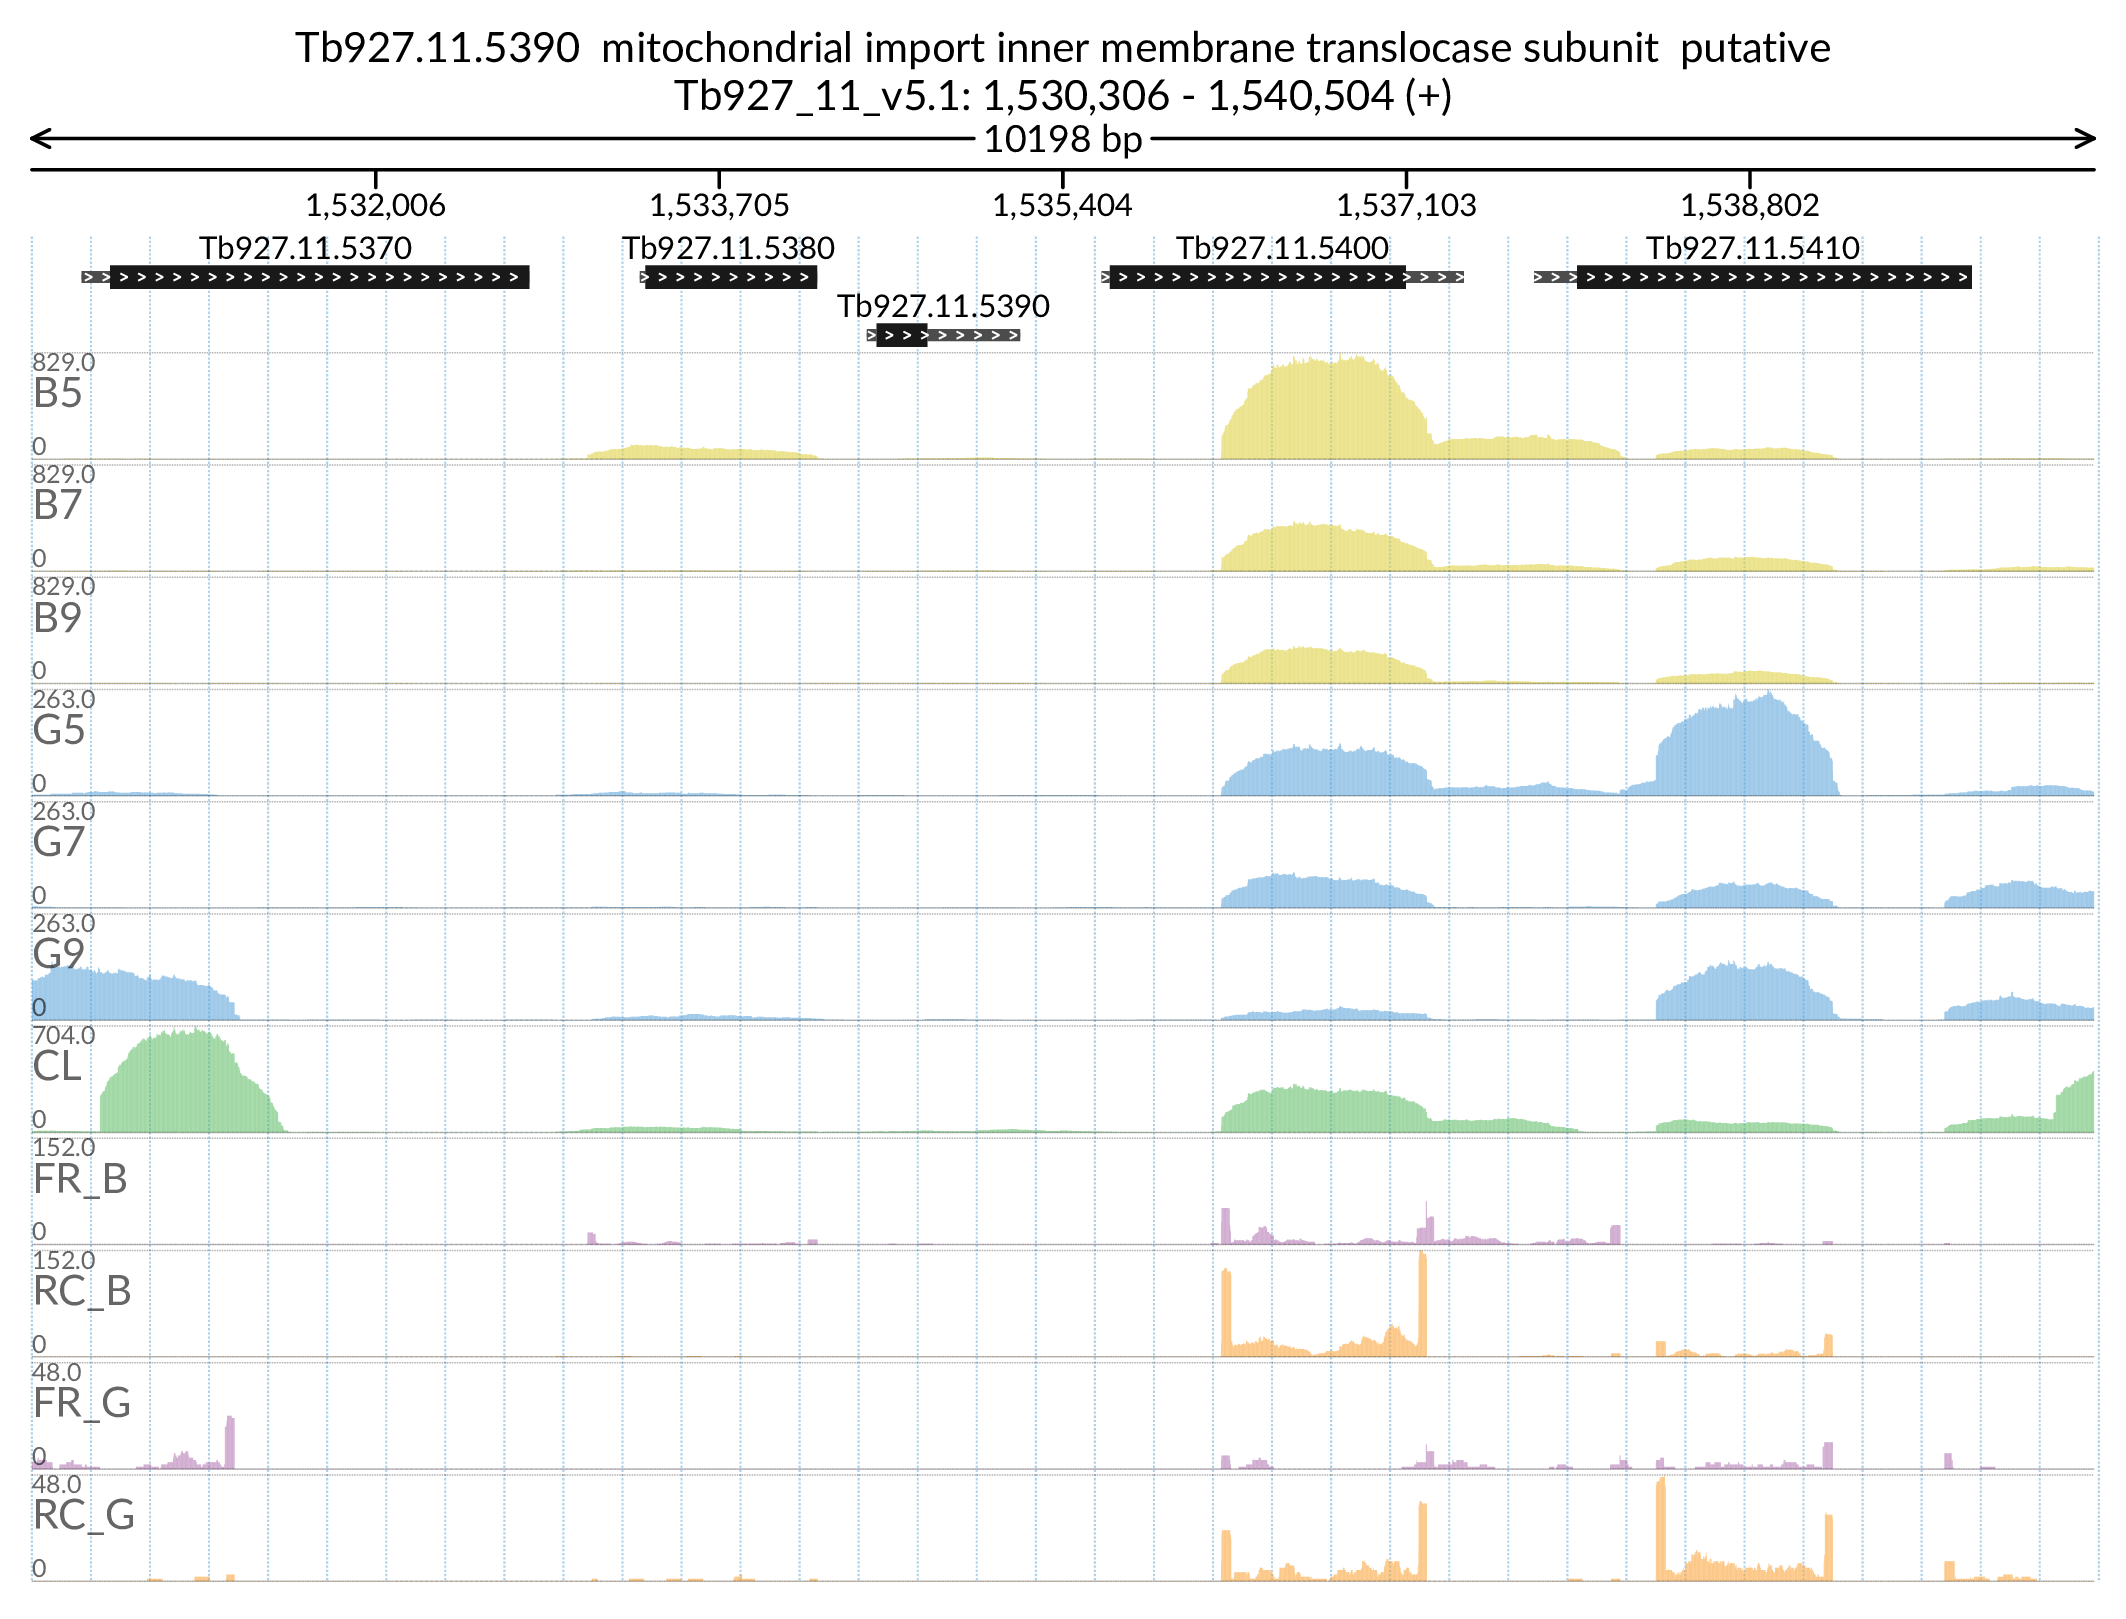 Tb927.11.5390 mitochondrial import inner membrane translocase subunit putative
Tb927_11_v5.1: 1,530,306 - 1,540,504 (+)
10198 bp
1,532,006 1,533,705 1,535,404 1,537,103 1,538,802
Tb927.11.5370 Tb927.11.5380 Tb927.11.5400 Tb927.11.5410
Tb927.11.5390
829.0
B5
0
829.0
B7
0
829.0
B9
0
263.0
G5
0
263.0
G7
0
263.0
G9
0
704.0
CL
0
152.0
FR_B
0
152.0
RC_B
0
48.0
FR_G
0
48.0
RC_G
0